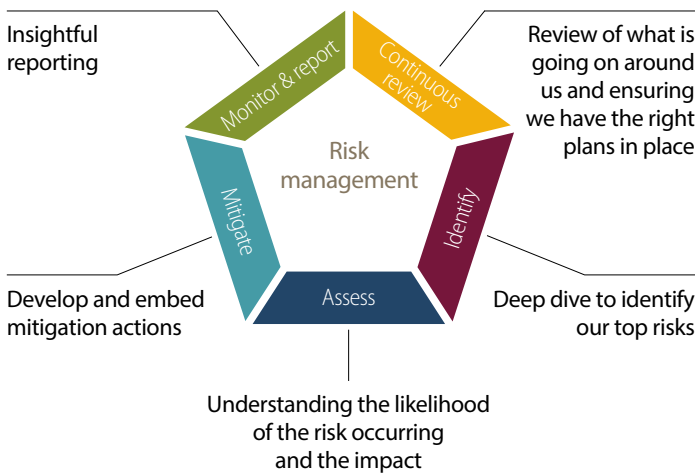 Insightful
reporting
Monitor & report
Continuous
review
Review of what is
going on around
us and ensuring
we have the right
plans in place
Risk
management
Mitigate
Identify
Assess
Develop and embed
mitigation actions
Deep dive to identify
our top risks
Understanding the likelihood
of the risk occurring
and the impact